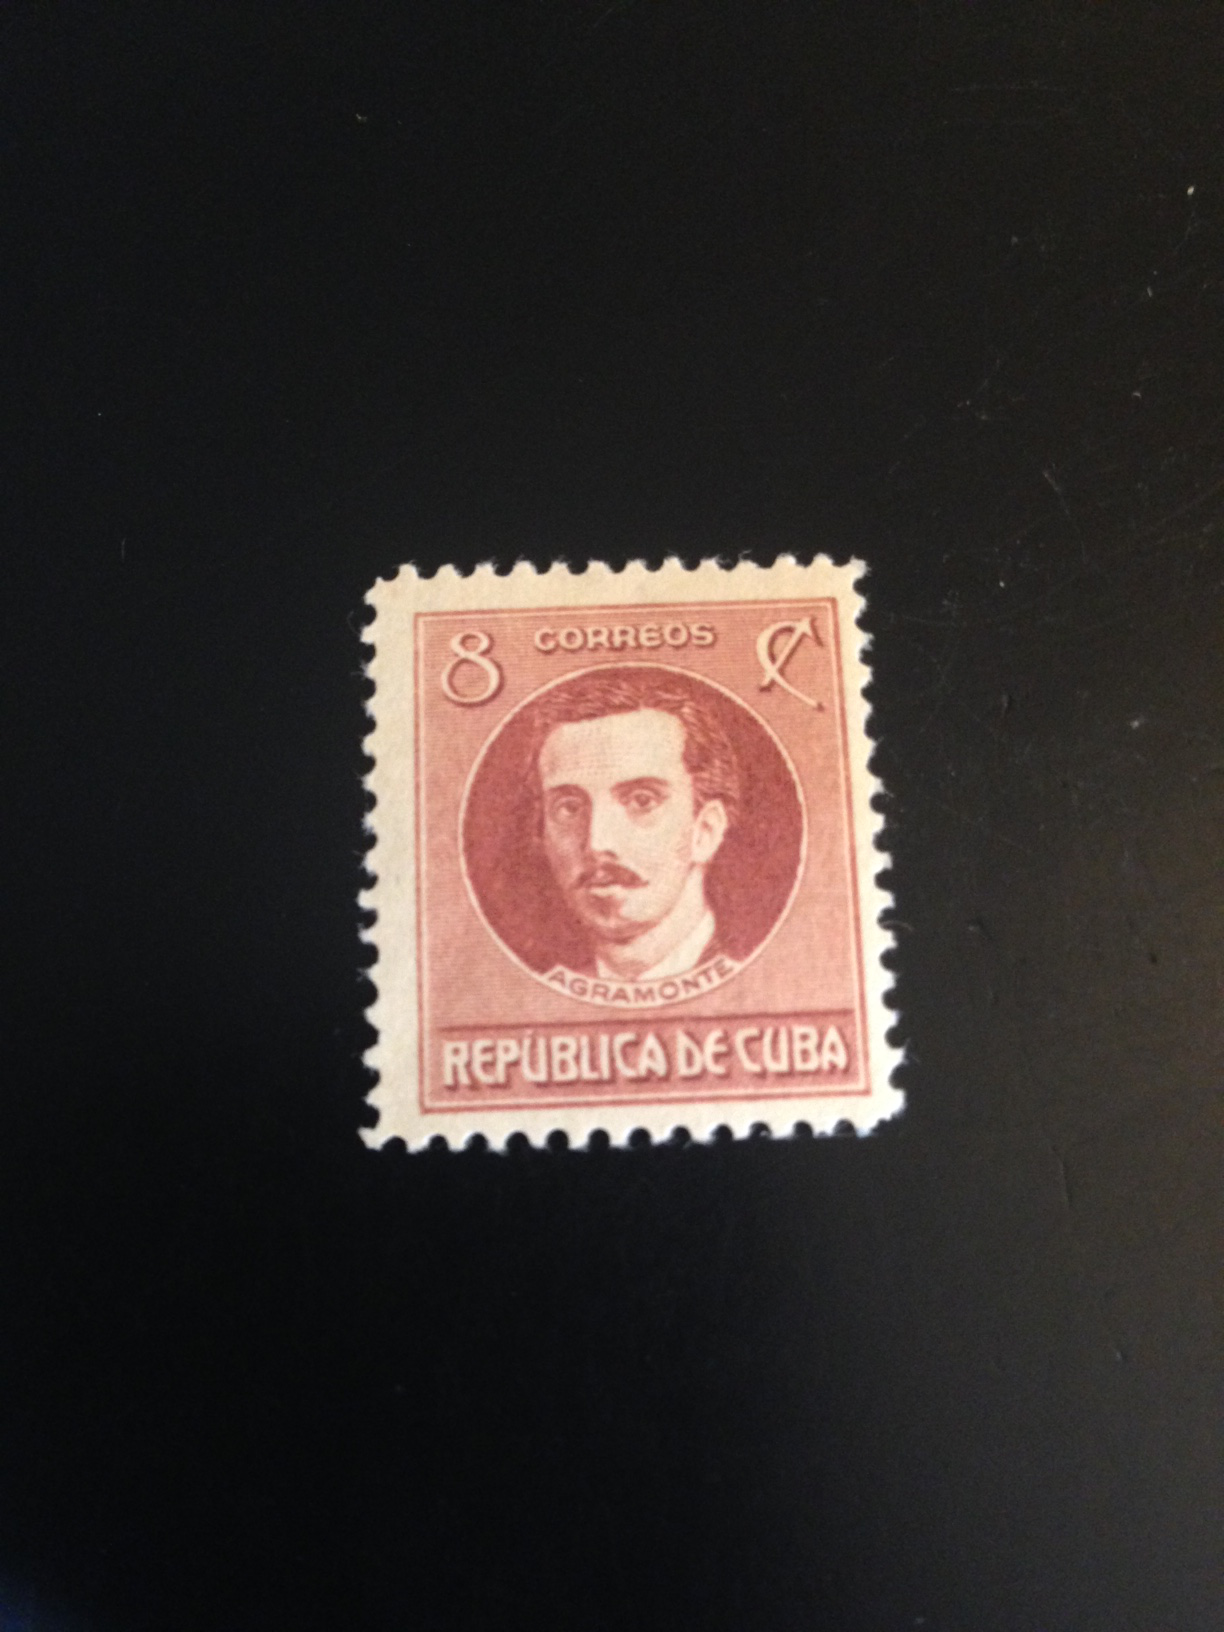 8 CORREOS ₵
AGRAMONTE
REPÚBLICA DE CUBA